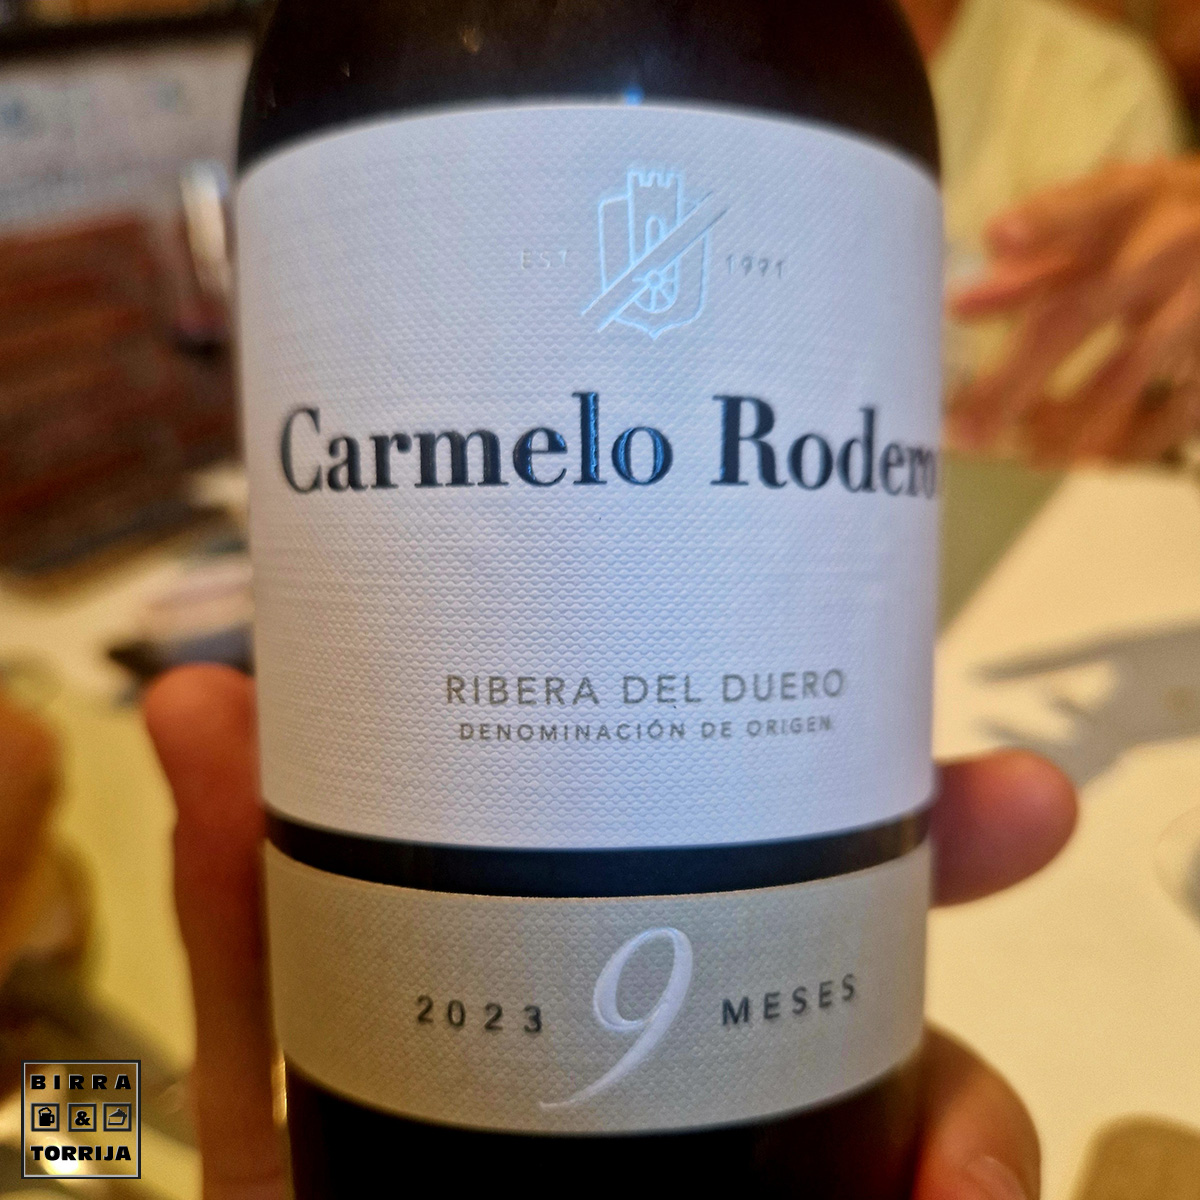 EST 1991
Carmelo Rodero
RIBERA DEL DUERO
DENOMINACIÓN DE ORIGEN
2023 9 MESES
BIRRA
&
TORRIJA